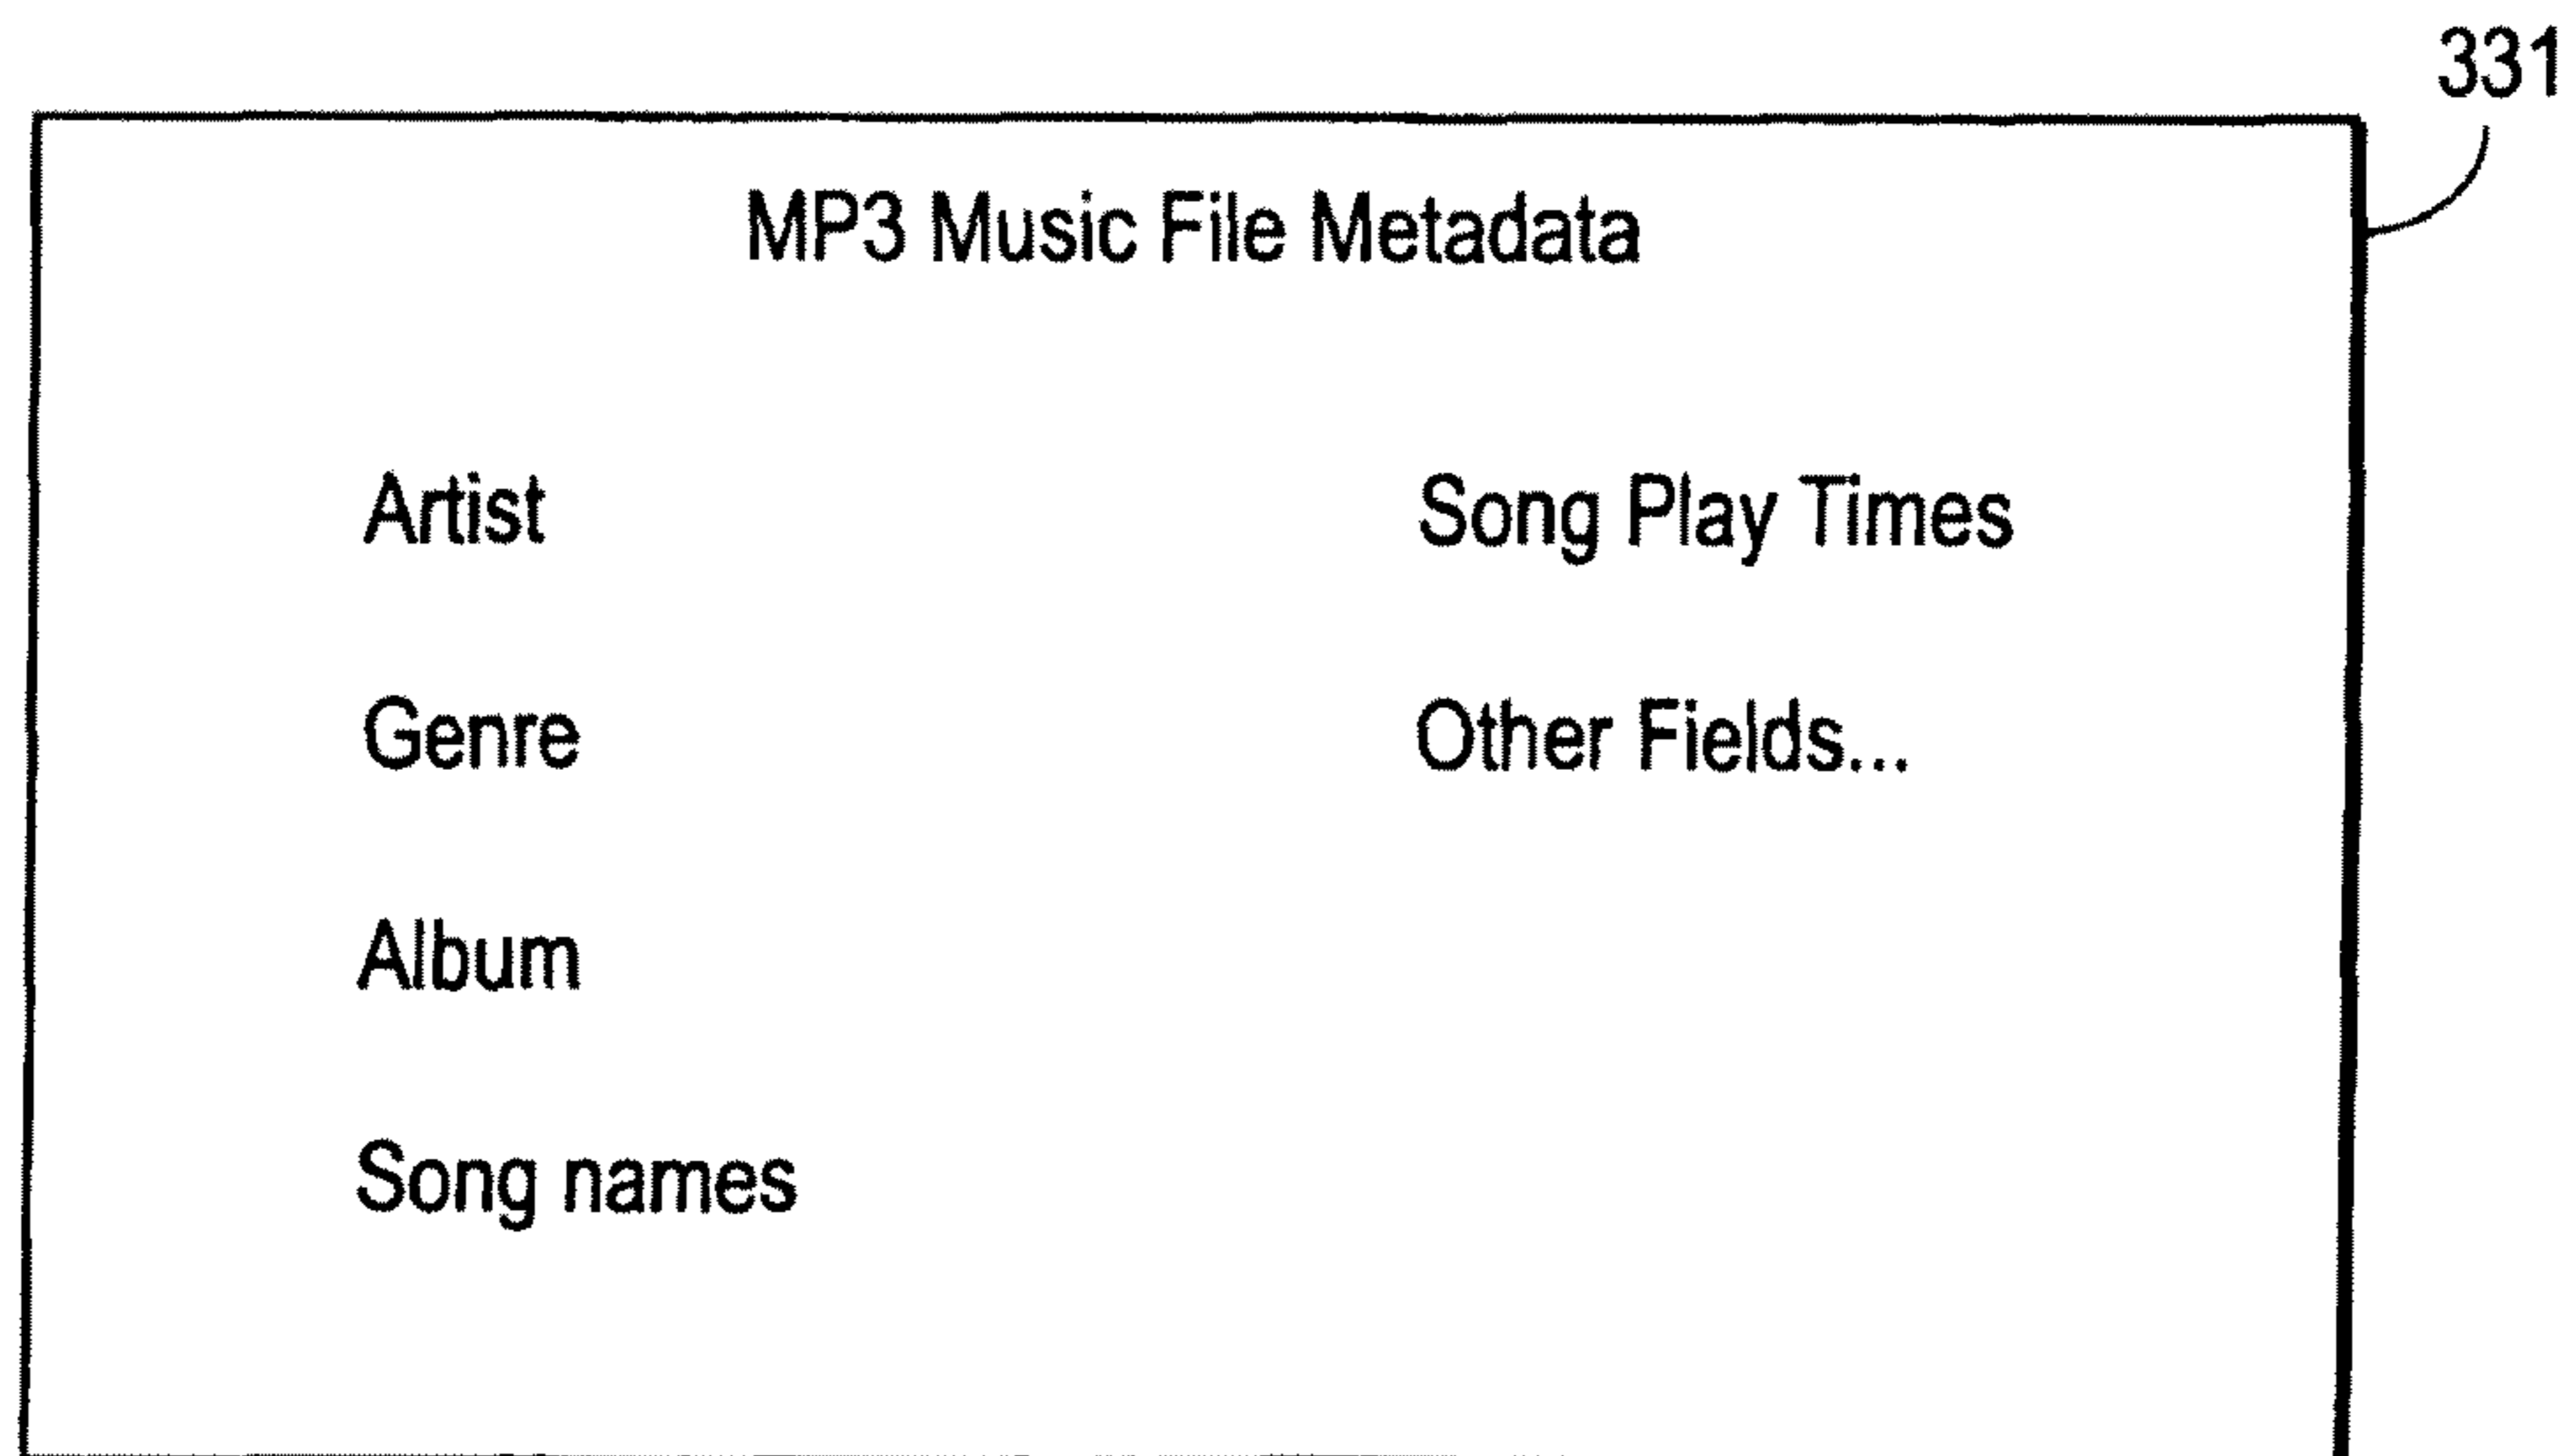 331
MP3 Music File Metadata
Artist
Song Play Times
Genre
Other Fields...
Album
Song names